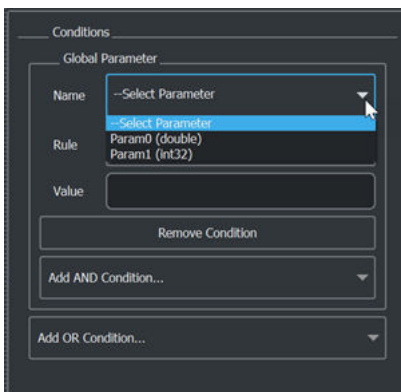 Conditions
Global Parameter
Name
--Select Parameter
--Select Parameter
Param0 (double)
Rule
Param1 (int32)
Value
Remove Condition
Add AND Condition...
Add OR Condition...